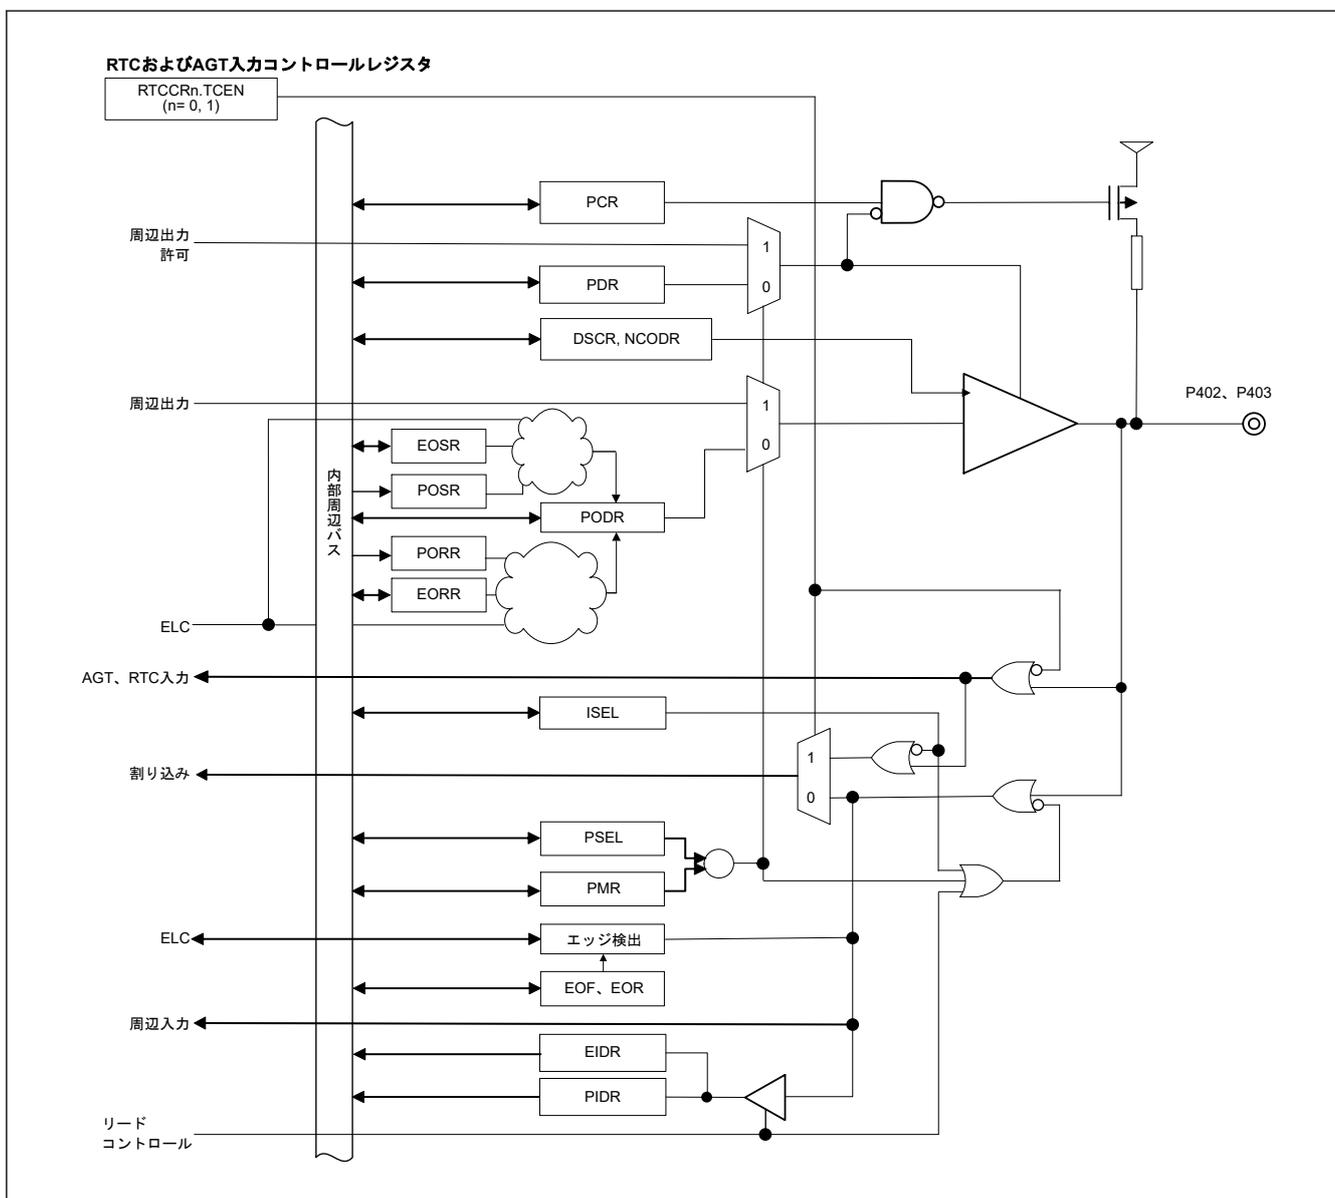 RTCおよびAGT入力コントロールレジスタ
RTCCRn.TCEN
(n= 0, 1)
PCR
周辺出力
許可
1
PDR
0
DSCR, NCODR
周辺出力
1
P402、P403
EOSR
0
POSR
内部周辺バス
PODR
PORR
EORR
ELC
AGT、RTC入力
ISEL
割り込み
1
0
PSEL
PMR
ELC
エッジ検出
EOF、EOR
周辺入力
EIDR
PIDR
リード
コントロール